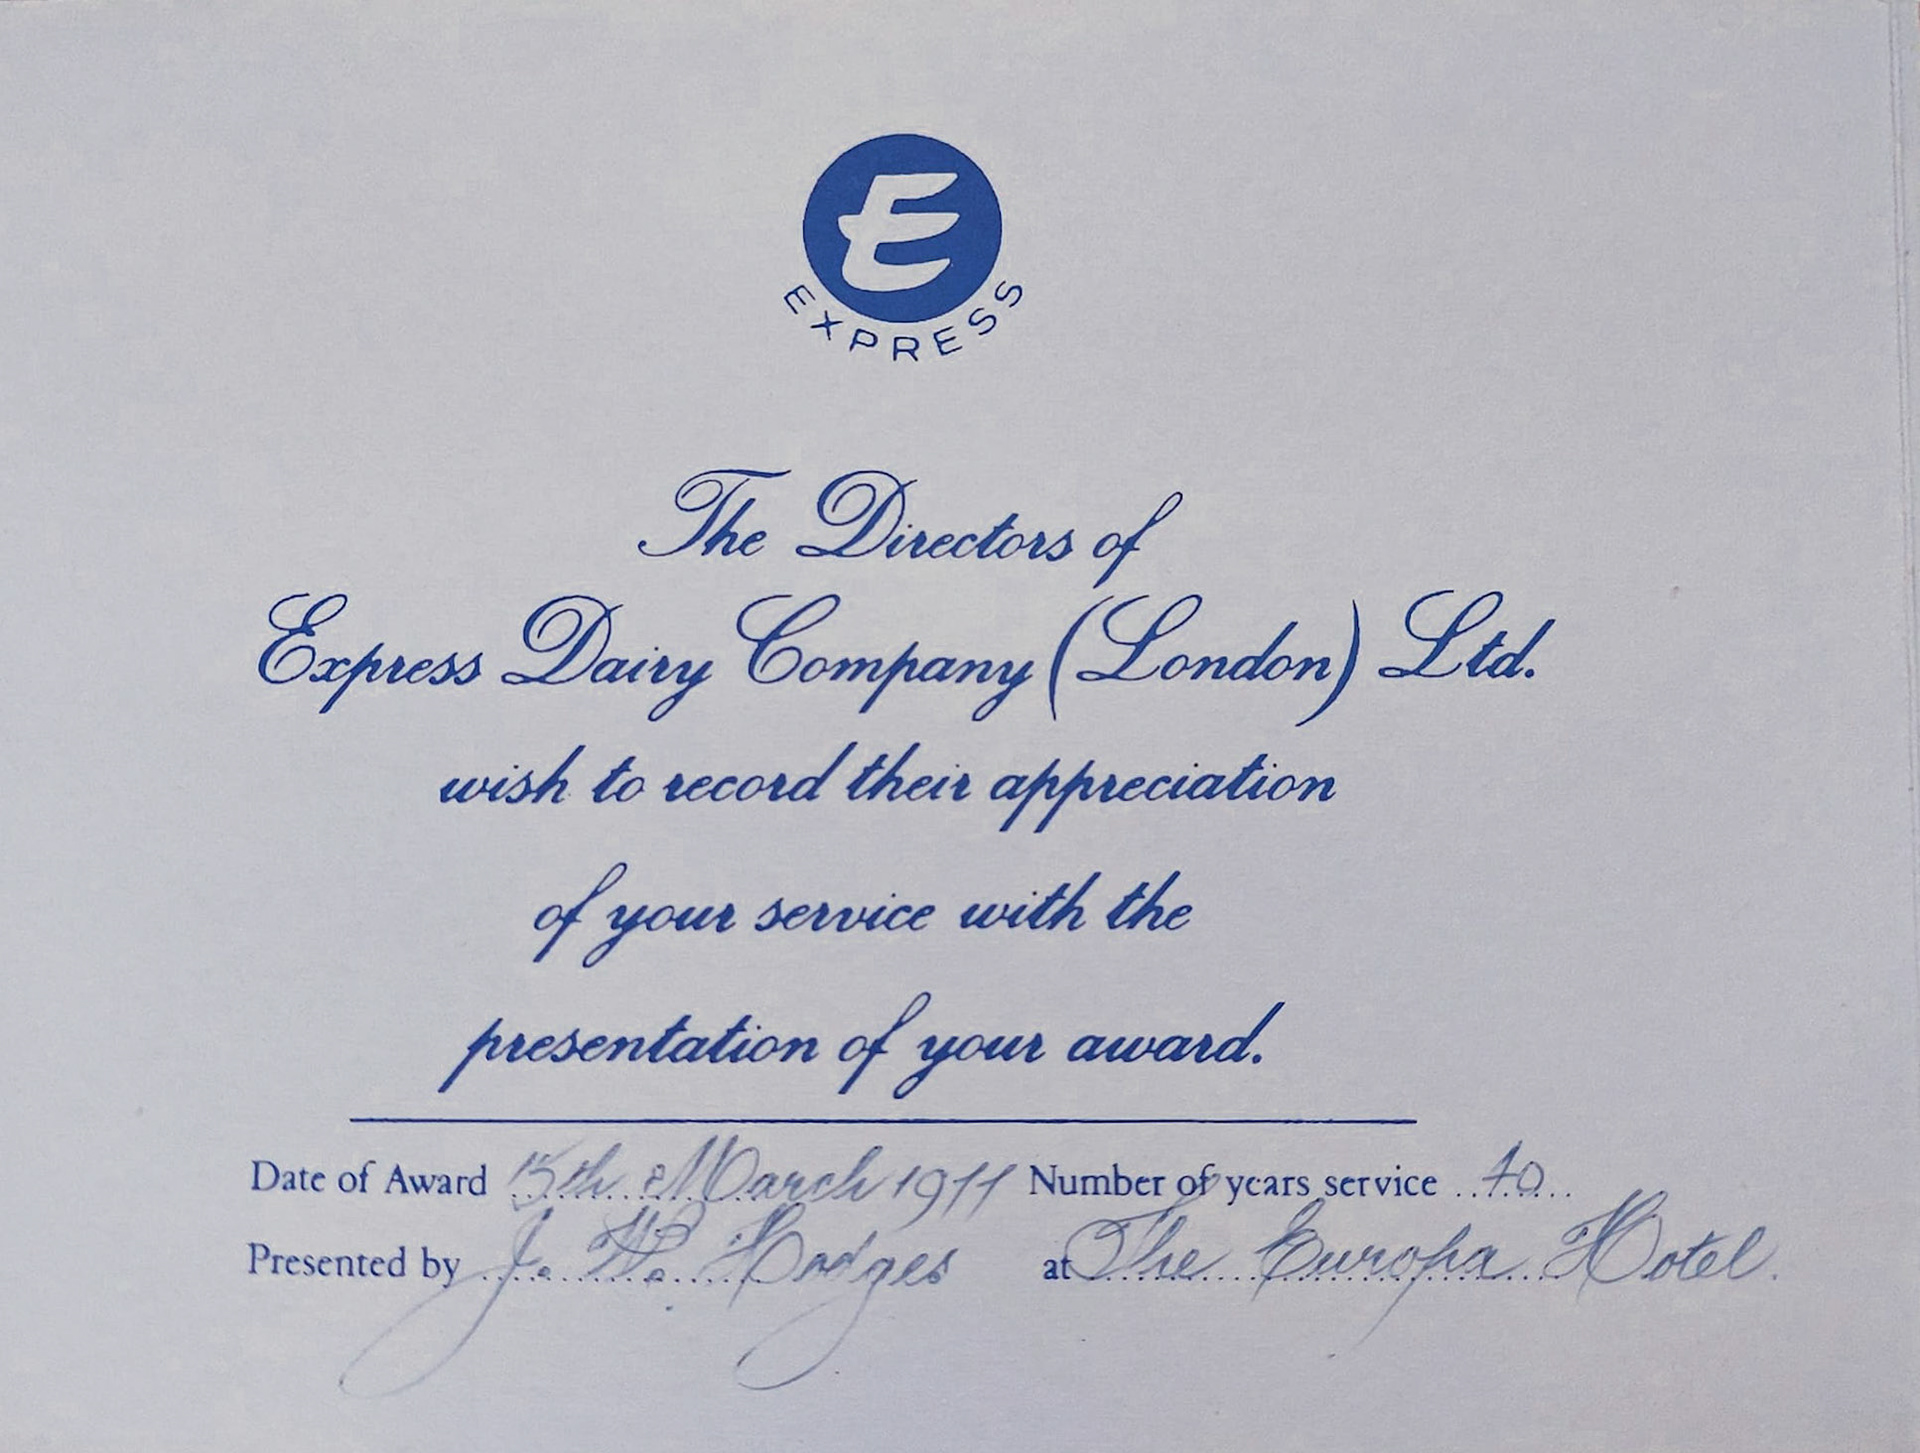 E
EXPRESS
The Directors of
Express Dairy Company (London) Ltd.
wish to record their appreciation
of your service with the
presentation of your award.
Date of Award 15th March Number of years service 40
Presented by J. Hodges at The Europa Hotel.